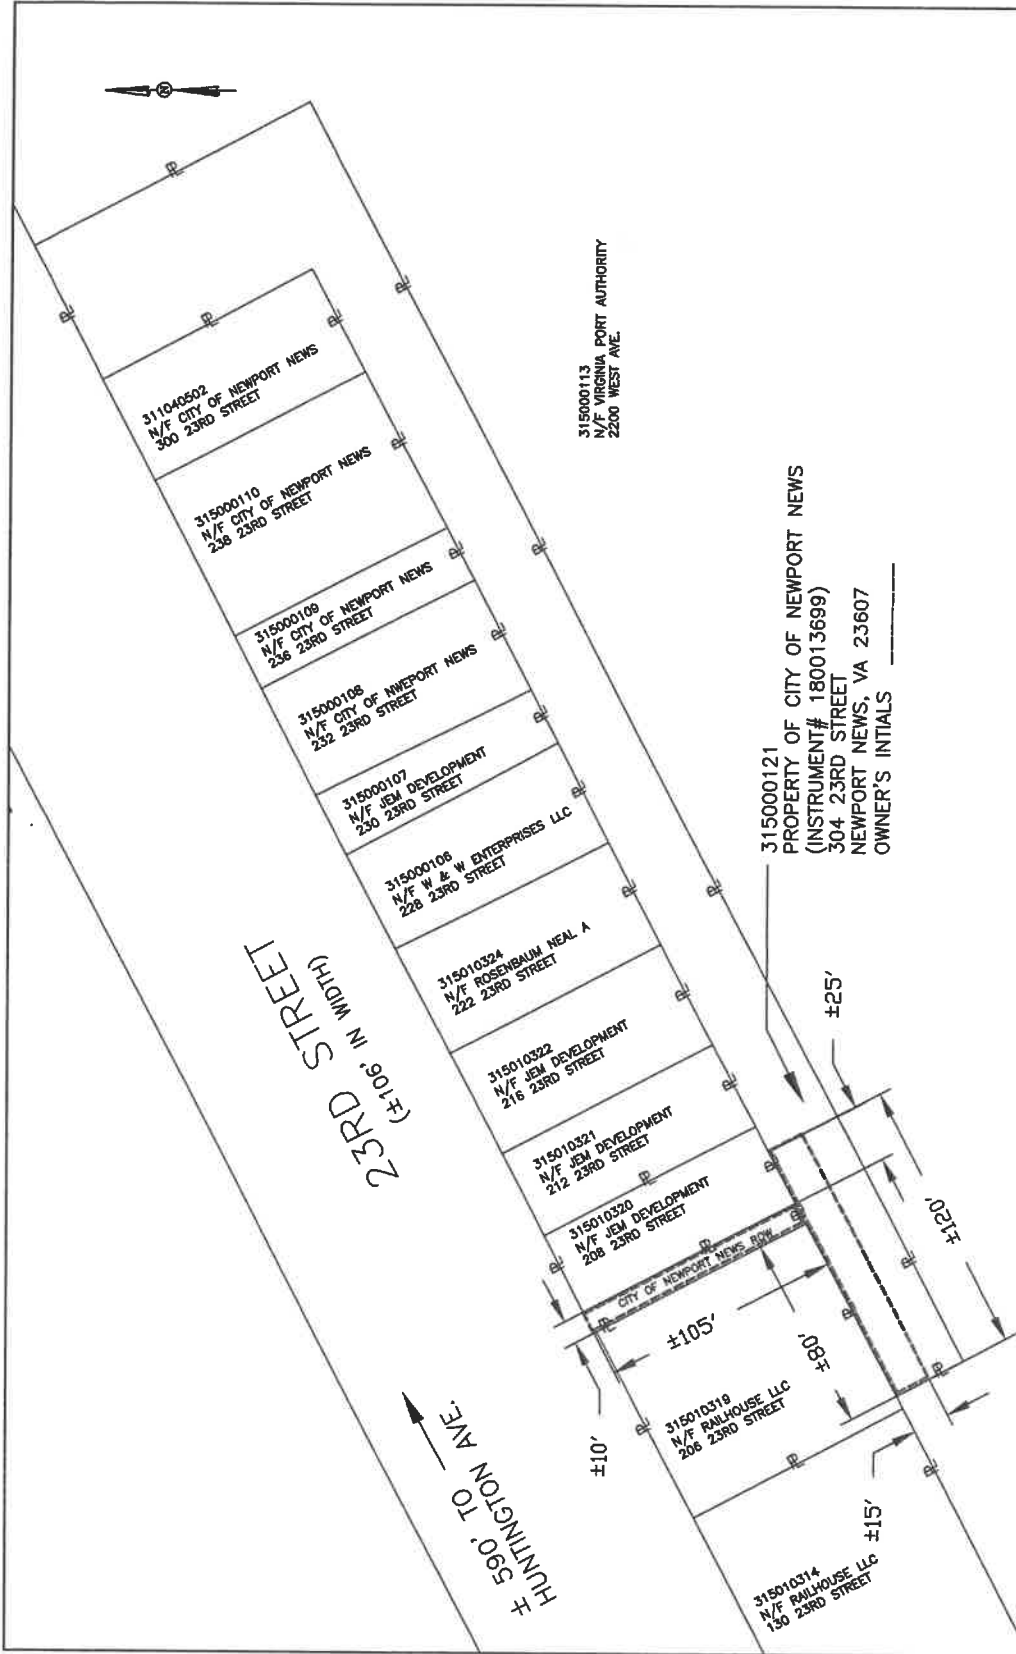 N
23RD STREET
(±106' IN WIDTH)
± 590' TO
HUNTINGTON AVE.
311040502
N/F CITY OF NEWPORT NEWS
300 23RD STREET
315000110
N/F CITY OF NEWPORT NEWS
238 23RD STREET
315000109
N/F CITY OF NEWPORT NEWS
236 23RD STREET
315000108
N/F CITY OF NWEPORT NEWS
232 23RD STREET
315000107
N/F JEM DEVELOPMENT
230 23RD STREET
315000106
N/F W & W ENTERPRISES LLC
228 23RD STREET
315010324
N/F ROSENBAUM NEAL A
222 23RD STREET
315010322
N/F JEM DEVELOPMENT
216 23RD STREET
315010321
N/F JEM DEVELOPMENT
212 23RD STREET
315010320
N/F JEM DEVELOPMENT
208 23RD STREET
CITY OF NEWPORT NEWS ROW
315010319
N/F RAILHOUSE LLC
206 23RD STREET
315010314
N/F RAILHOUSE LLC
130 23RD STREET
315000113
N/F VIRGINIA PORT AUTHORITY
2200 WEST AVE.
315000121
PROPERTY OF CITY OF NEWPORT NEWS
(INSTRUMENT# 180013699)
304 23RD STREET
NEWPORT NEWS, VA 23607
OWNER'S INTIALS
±10'
±105'
±80'
±15'
±25'
±120'